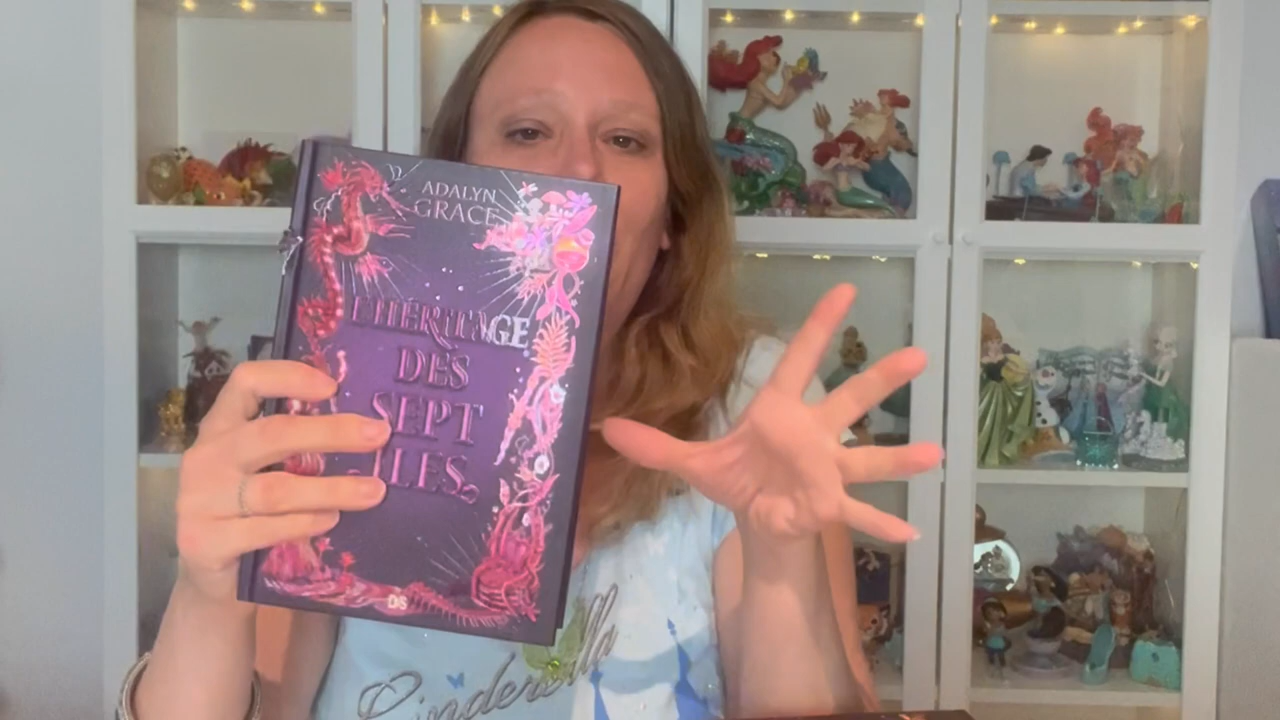 ADALYN
GRACE
L'HÉRITAGE
DES
SEPT
ÎLES
DS
Cinderella